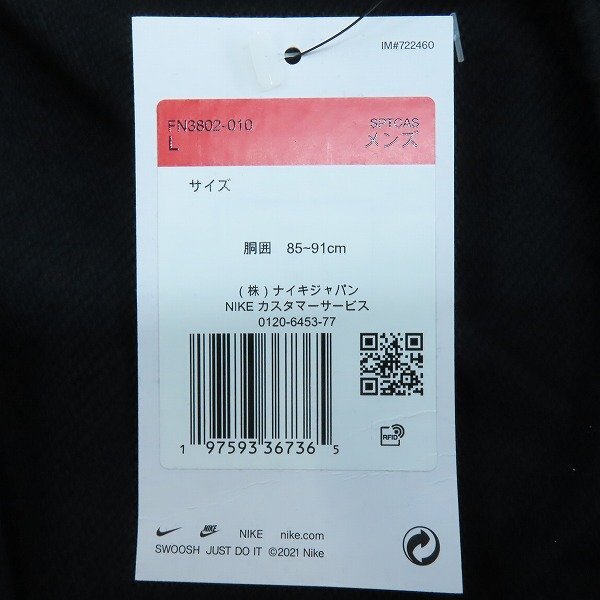 IM#722460
FN3802-010
L
SPTCAS
メンズ
サイズ
胴囲 85~91cm
(株)ナイキジャパン
NIKE カスタマーサービス
0120-6453-77
1 97593 36736 5
RFID
NIKE nike.com
SWOOSH JUST DO IT ©2021 Nike